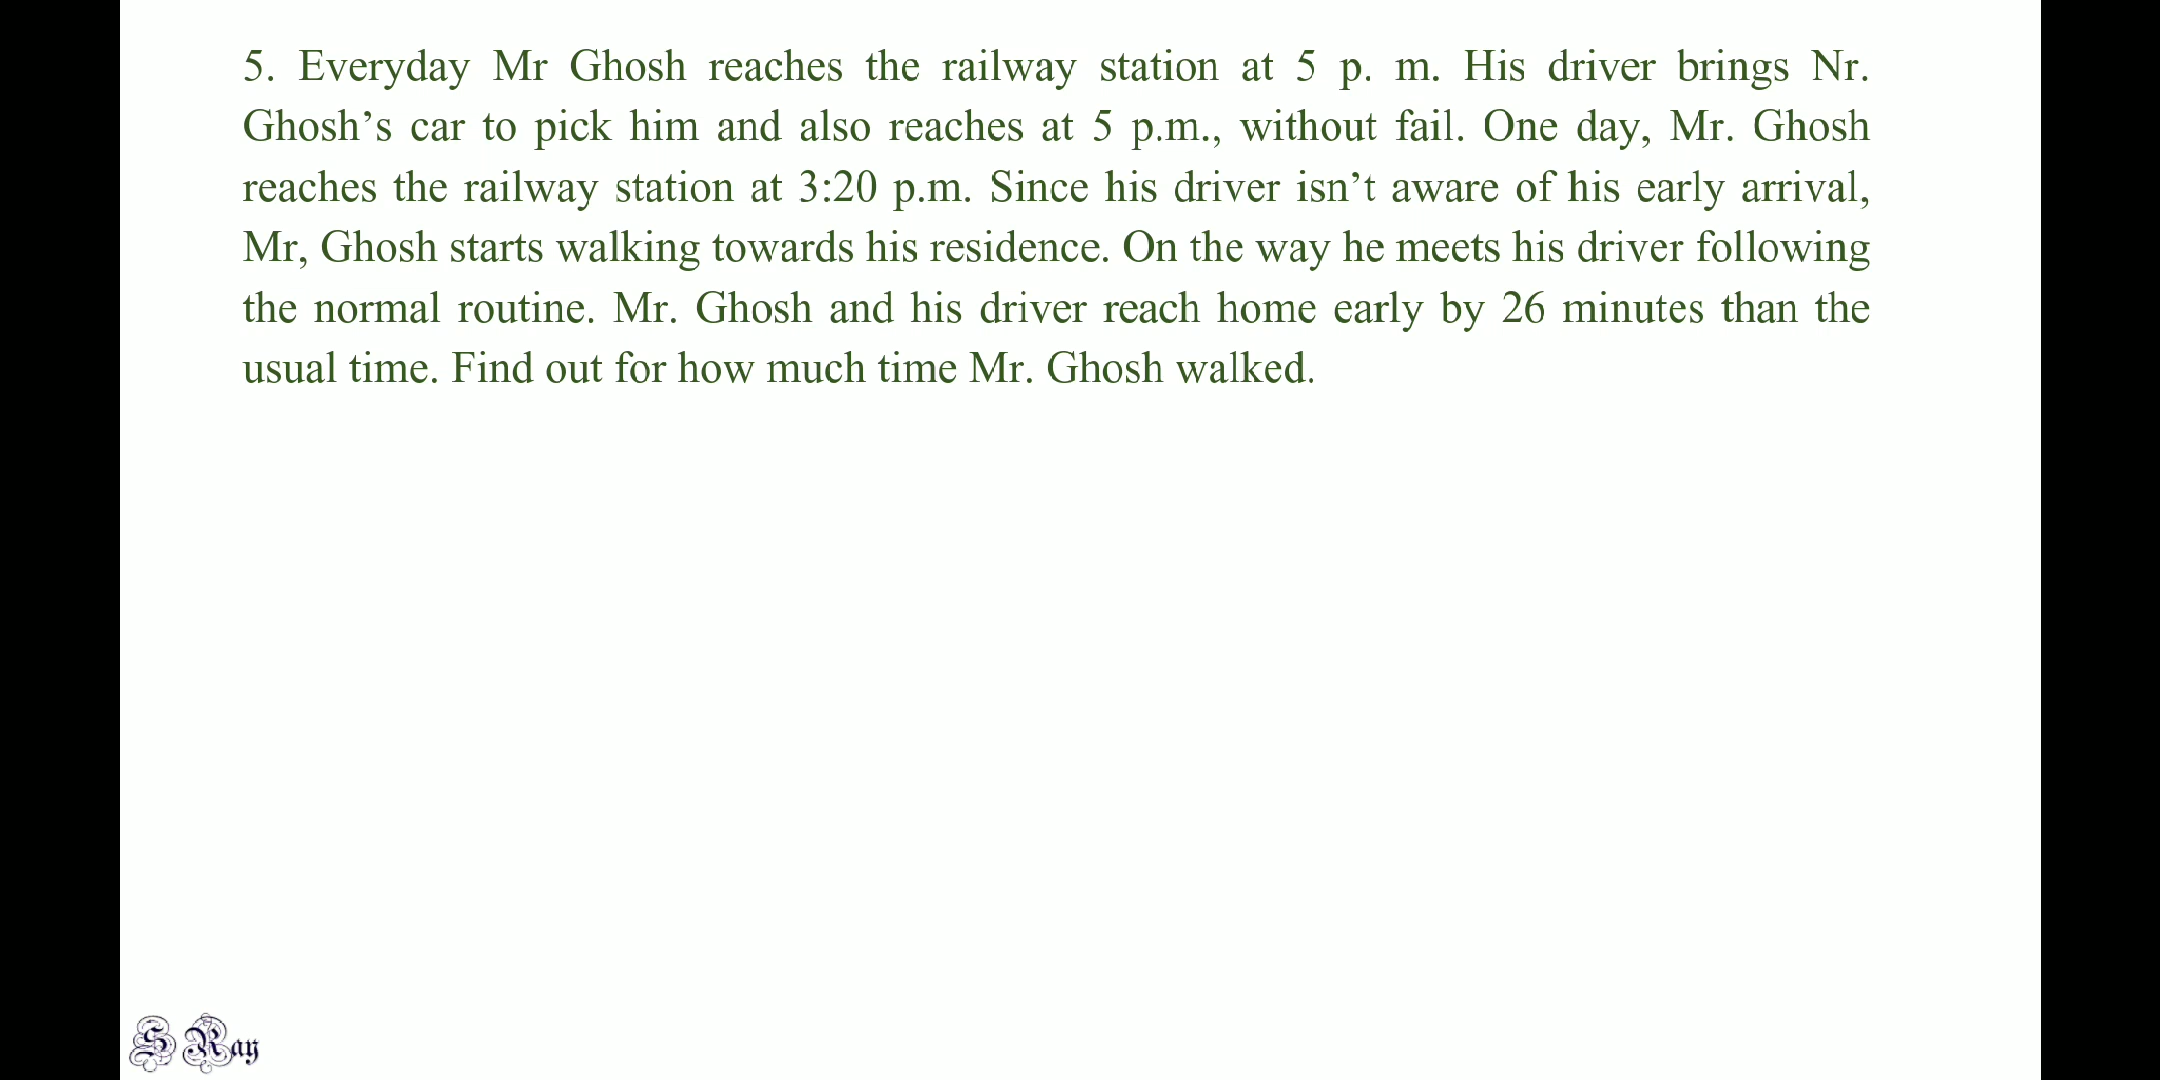 5. Everyday Mr Ghosh reaches the railway station at 5 p. m. His driver brings Nr.
Ghosh’s car to pick him and also reaches at 5 p.m., without fail. One day, Mr. Ghosh
reaches the railway station at 3:20 p.m. Since his driver isn’t aware of his early arrival,
Mr, Ghosh starts walking towards his residence. On the way he meets his driver following
the normal routine. Mr. Ghosh and his driver reach home early by 26 minutes than the
usual time. Find out for how much time Mr. Ghosh walked.
S Ray